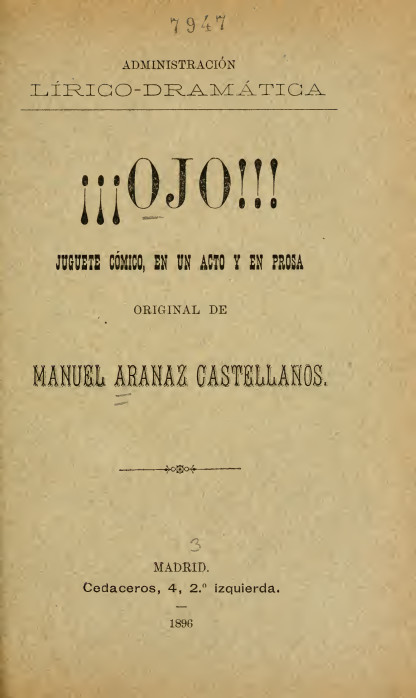 7947
ADMINISTRACIÓN
LÍRICO-DRAMÁTICA
¡¡¡OJO!!!
JUGUETE CÓMICO, EN UN ACTO Y EN PROSA
ORIGINAL DE
MANUEL ARANAZ CASTELLANOS.
3
MADRID.
Cedaceros, 4, 2.º izquierda.
1896